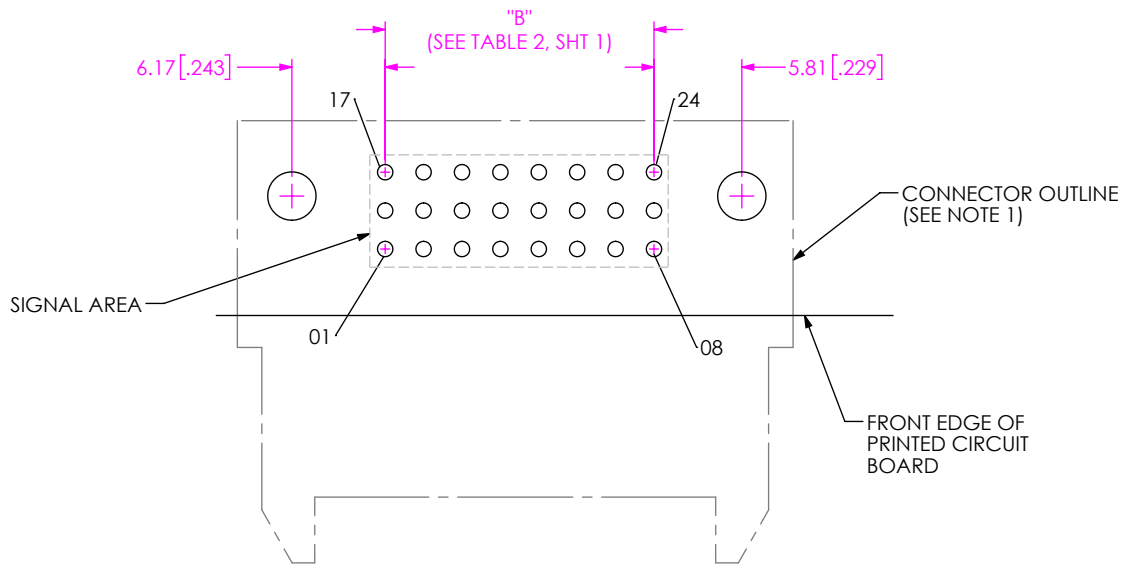 "B"
(SEE TABLE 2, SHT 1)
6.17[.243]
5.81[.229]
17
24
CONNECTOR OUTLINE
(SEE NOTE 1)
SIGNAL AREA
01
08
FRONT EDGE OF
PRINTED CIRCUIT
BOARD